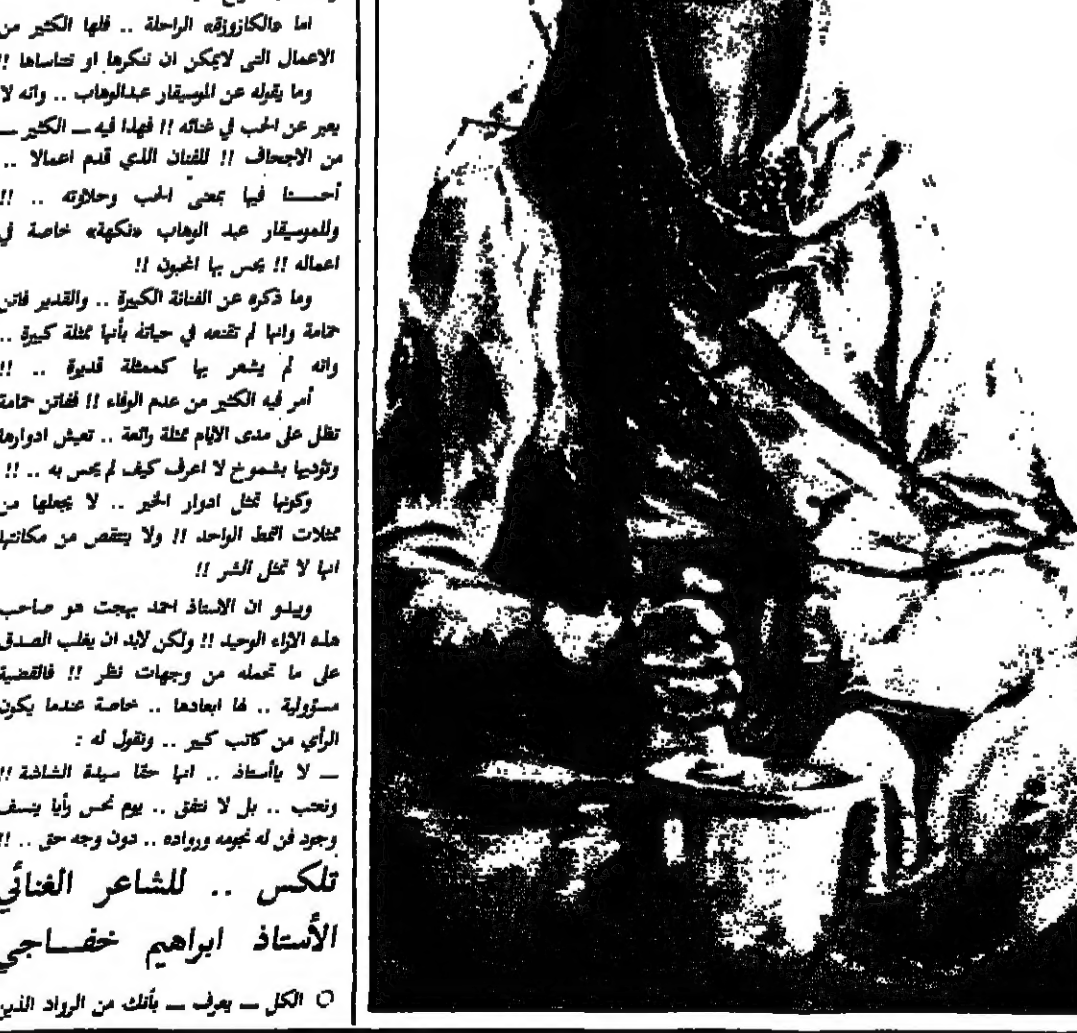 اما «الكازوزة» الراحلة .. فلها الكثير من
الاعمال التى لايمكن ان ننكرها او نتناساها !!
وما يقوله عن الموسيقار عبدالوهاب .. وانه لا
يعبر عن الحب في غنائه !! فهذا فيه ـــ الكثير ـــ
من الاجحاف !! للفنان الذي قدم اعمالا ..
أحسـنا فيها بمعنى الحب وحلاوته .. !!
وللموسيقار عبد الوهاب «نكهة» خاصة في
اعماله !! يحس بها المحبون !!
وما ذكره عن الفنانة الكبيرة .. والقدير فاتن
حمامة وانها لم تقنعه في حياته بأنها ممثلة كبيرة ..
وانه لم يشعر بها كممثلة قديرة .. !!
أمر فيه الكثير من عدم الوفاء !! ففاتن حمامة
تظل على مدى الايام ممثلة رائعة .. تعيش ادوارها
وتؤديها بشموخ لا اعرف كيف لم يحس به .. !!
وكونها تمثل ادوار الخير .. لا يجعلها من
ممثلات النمط الواحد !! ولا ينتقص من مكانتها
انها لا تمثل الشر !!
ويبدو ان الاستاذ احمد بهجت هو صاحب
هذه الاراء الوحيد !! ولكن لابد ان يغلب الصدق
على ما تحمله من وجهات نظر !! فالقضية
مسؤولية .. لها ابعادها .. خاصة عندما يكون
الرأي من كاتب كبير .. ونقول له :
ـــ لا ياأستاذ .. انها حقا سيدة الشاشة !!
ونحب .. بل لا نتفق .. يوم نحس رأيا ينسف
وجود فن له نجومه ورواده .. دون وجه حق .. !!
تلكس .. للشاعر الغنائي
الأستاذ ابراهيم خفـــاجي
○ الكل ـــ يعرف ـــ بأنك من الرواد الذين